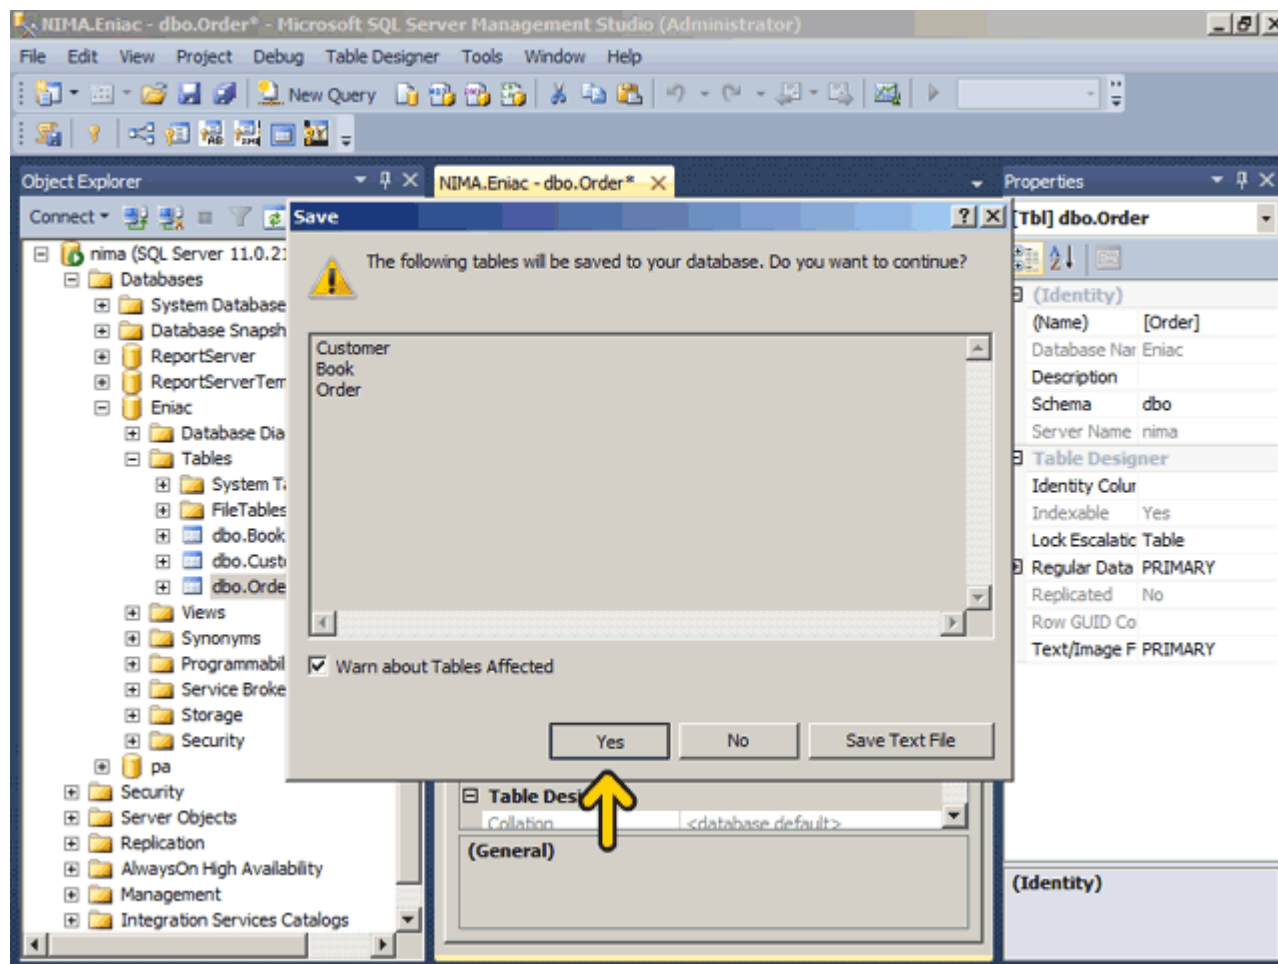 NIMA.Eniac - dbo.Order* - Microsoft SQL Server Management Studio (Administrator)
File Edit View Project Debug Table Designer Tools Window Help
New Query
Object Explorer
NIMA.Eniac - dbo.Order*
Properties
Connect
Save
[Tbl] dbo.Order
nima (SQL Server 11.0.21
Databases
System Database
Database Snapsh
ReportServer
ReportServerTem
Eniac
Database Dia
Tables
System Ta
FileTables
dbo.Book
dbo.Custo
dbo.Orde
Views
Synonyms
Programmabil
Service Broke
Storage
Security
pa
Security
Server Objects
Replication
AlwaysOn High Availability
Management
Integration Services Catalogs
The following tables will be saved to your database. Do you want to continue?
Customer
Book
Order
Warn about Tables Affected
Yes No Save Text File
Table Desi
Collation <database default>
(General)
(Identity)
(Name) [Order]
Database Nar Eniac
Description
Schema dbo
Server Name nima
Table Designer
Identity Colur
Indexable Yes
Lock Escalatic Table
Regular Data PRIMARY
Replicated No
Row GUID Co
Text/Image F PRIMARY
(Identity)